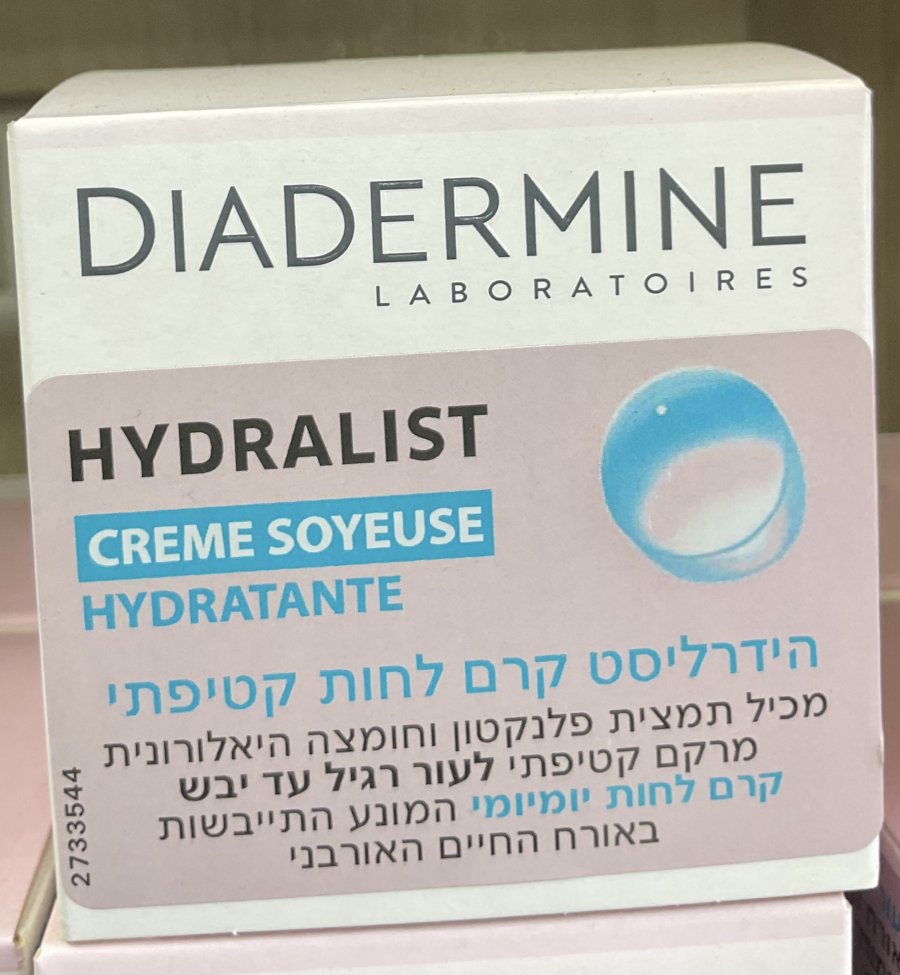 DIADERMINE
LABORATOIRES
HYDRALIST
CREME SOYEUSE
HYDRATANTE
הידרליסט קרם לחות קטיפתי
מכיל תמצית פלנקטון וחומצה היאלורונית
מרקם קטיפתי לעור רגיל עד יבש
קרם לחות יומיומי המונע התייבשות
באורח החיים האורבני
2733544